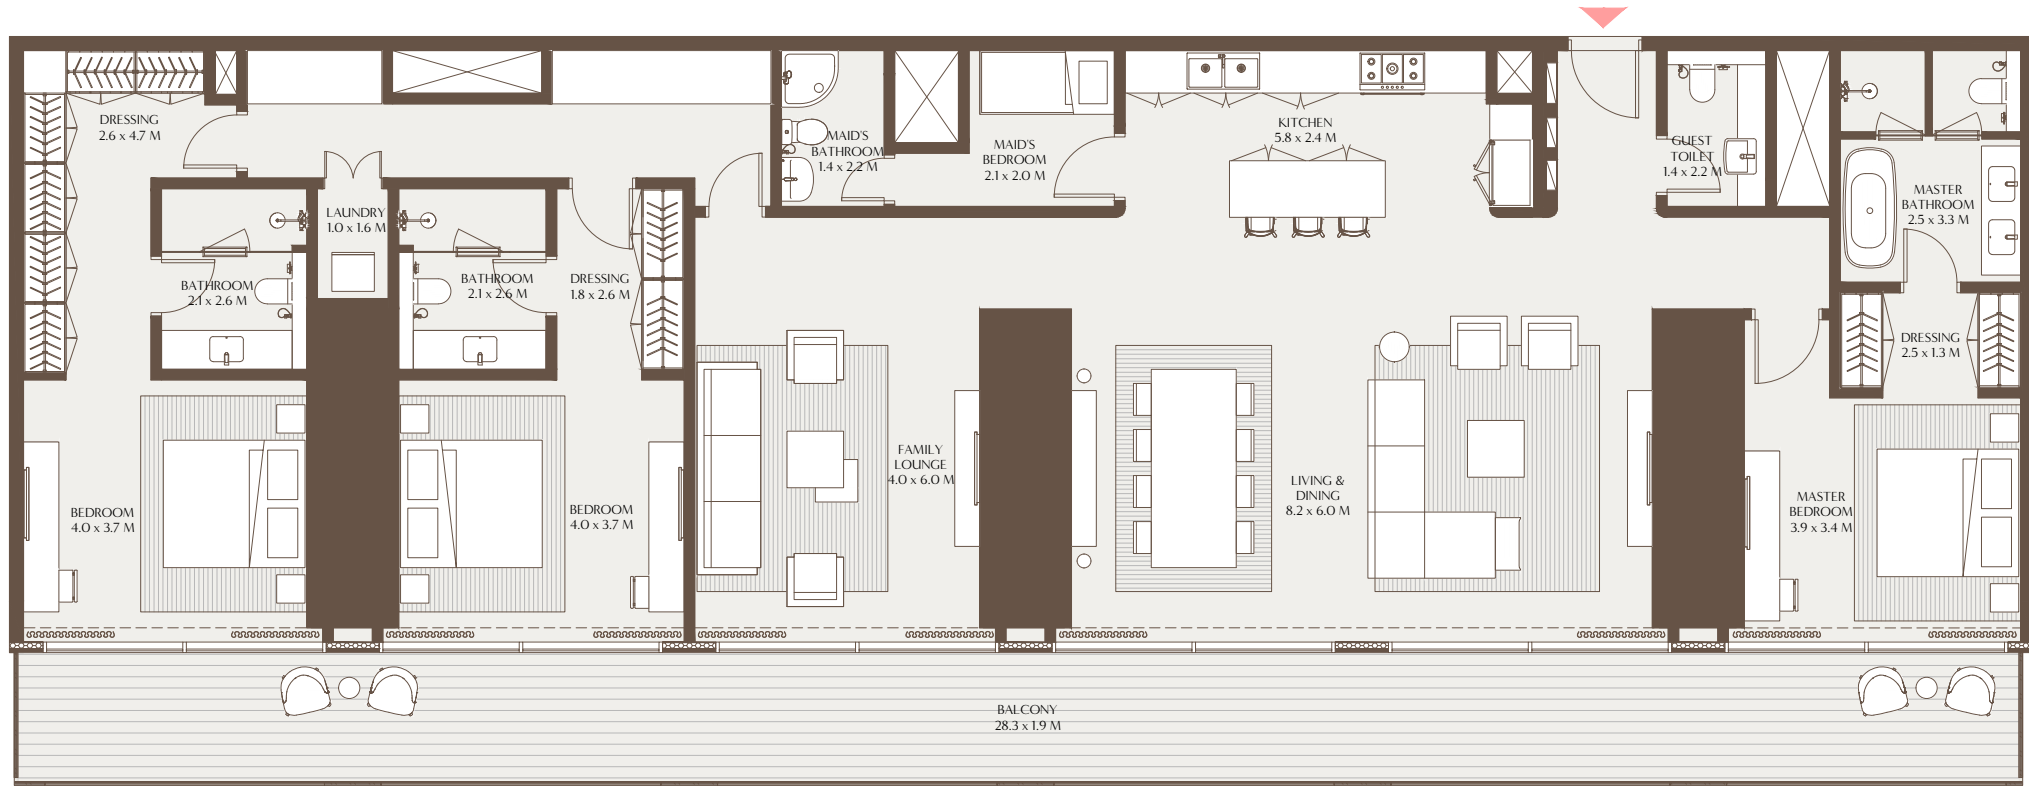 DRESSING
2.6 x 4.7 M
MAID'S
BATHROOM
1.4 x 2.2 M
MAID'S
BEDROOM
2.1 x 2.0 M
KITCHEN
5.8 x 2.4 M
GUEST
TOILET
1.4 x 2.2 M
MASTER
BATHROOM
2.5 x 3.3 M
LAUNDRY
1.0 x 1.6 M
BATHROOM
2.1 x 2.6 M
BATHROOM
2.1 x 2.6 M
DRESSING
1.8 x 2.6 M
DRESSING
2.5 x 1.3 M
BEDROOM
4.0 x 3.7 M
BEDROOM
4.0 x 3.7 M
FAMILY
LOUNGE
4.0 x 6.0 M
LIVING &
DINING
8.2 x 6.0 M
MASTER
BEDROOM
3.9 x 3.4 M
BALCONY
28.3 x 1.9 M